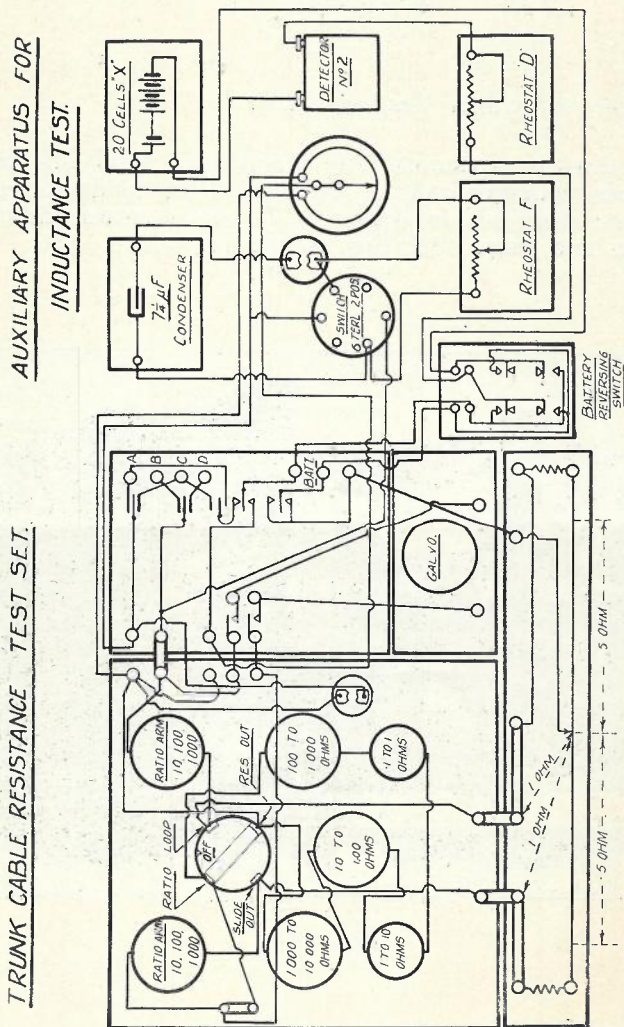 TRUNK CABLE RESISTANCE TEST SET.
AUXILIARY APPARATUS FOR
INDUCTANCE TEST.
RATIO ARM
10, 100,
1000
RATIO
LOOP
OFF
SLIDE
OUT
RES OUT
RATIO ARM
10, 100,
1000
1000 TO
10 000
OHMS
10 TO
100
OHMS
100 TO
1 000
OHMS
1 TO 10
OHMS
·1 TO 1
OHMS
A
B
C
D
BATT
GALVO.
1 OHM
1 OHM
·5 OHM
·5 OHM
7¼ µF
CONDENSER
20 CELLS "X"
DETECTOR
Nº2
SWITCH
6 TERL 2 POS
RHEOSTAT F
RHEOSTAT 'D'
BATTERY
REVERSING
SWITCH